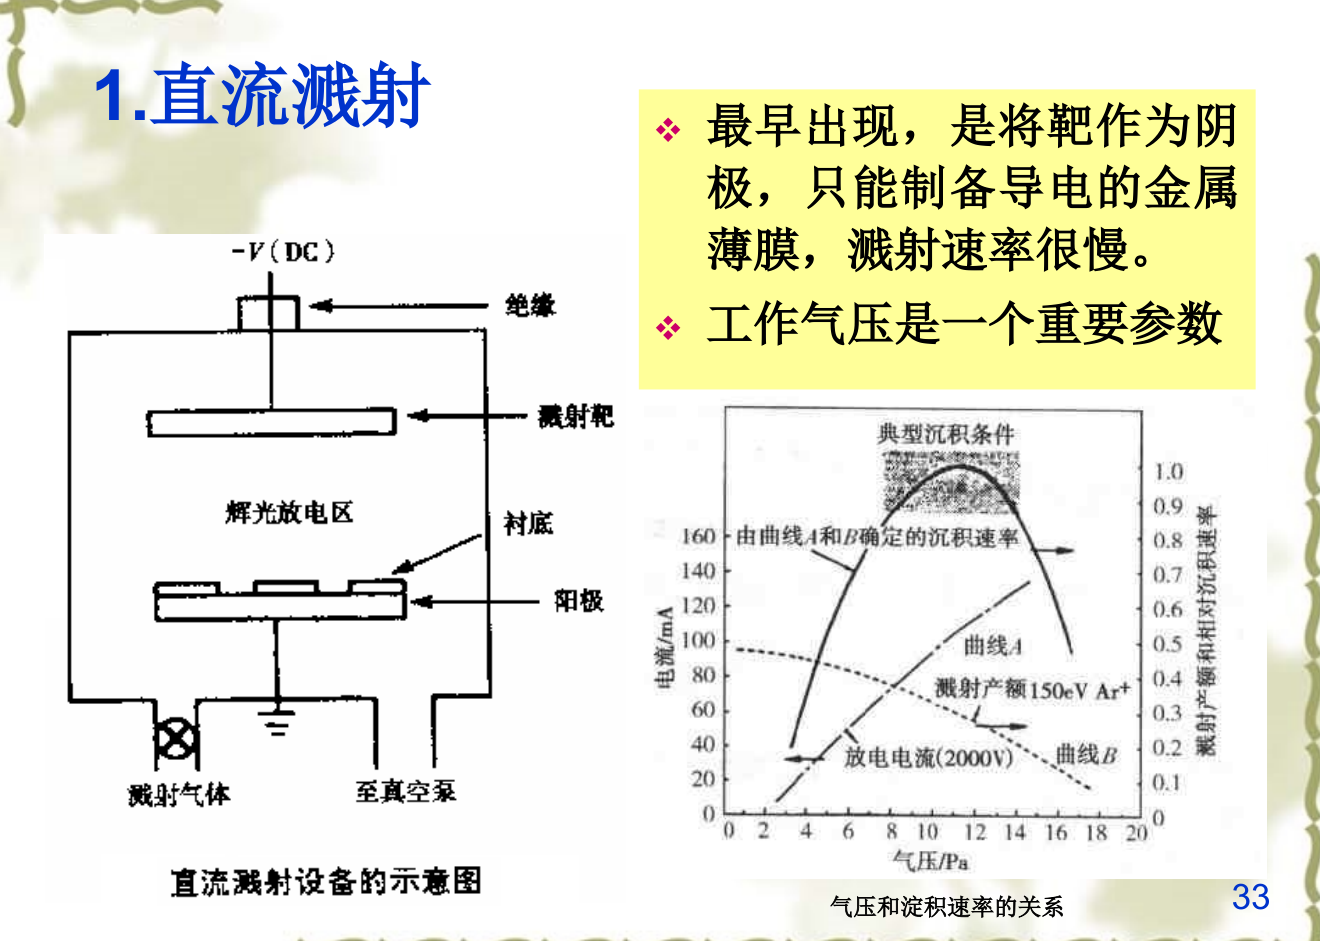 1.直流溅射
最早出现，是将靶作为阴
极，只能制备导电的金属
薄膜，溅射速率很慢。
工作气压是一个重要参数
-V(DC)
绝缘
溅射靶
辉光放电区
衬底
阳极
溅射气体
至真空泵
直流溅射设备的示意图
典型沉积条件
由曲线A和B确定的沉积速率
曲线A
溅射产额150eV Ar+
放电电流(2000V)
曲线B
电流/mA
160
140
120
100
80
60
40
20
0
1.0
0.9
0.8
0.7
0.6
0.5
0.4
0.3
0.2
0.1
0
溅射产额和相对沉积速率
0 2 4 6 8 10 12 14 16 18 20
气压/Pa
气压和淀积速率的关系
33